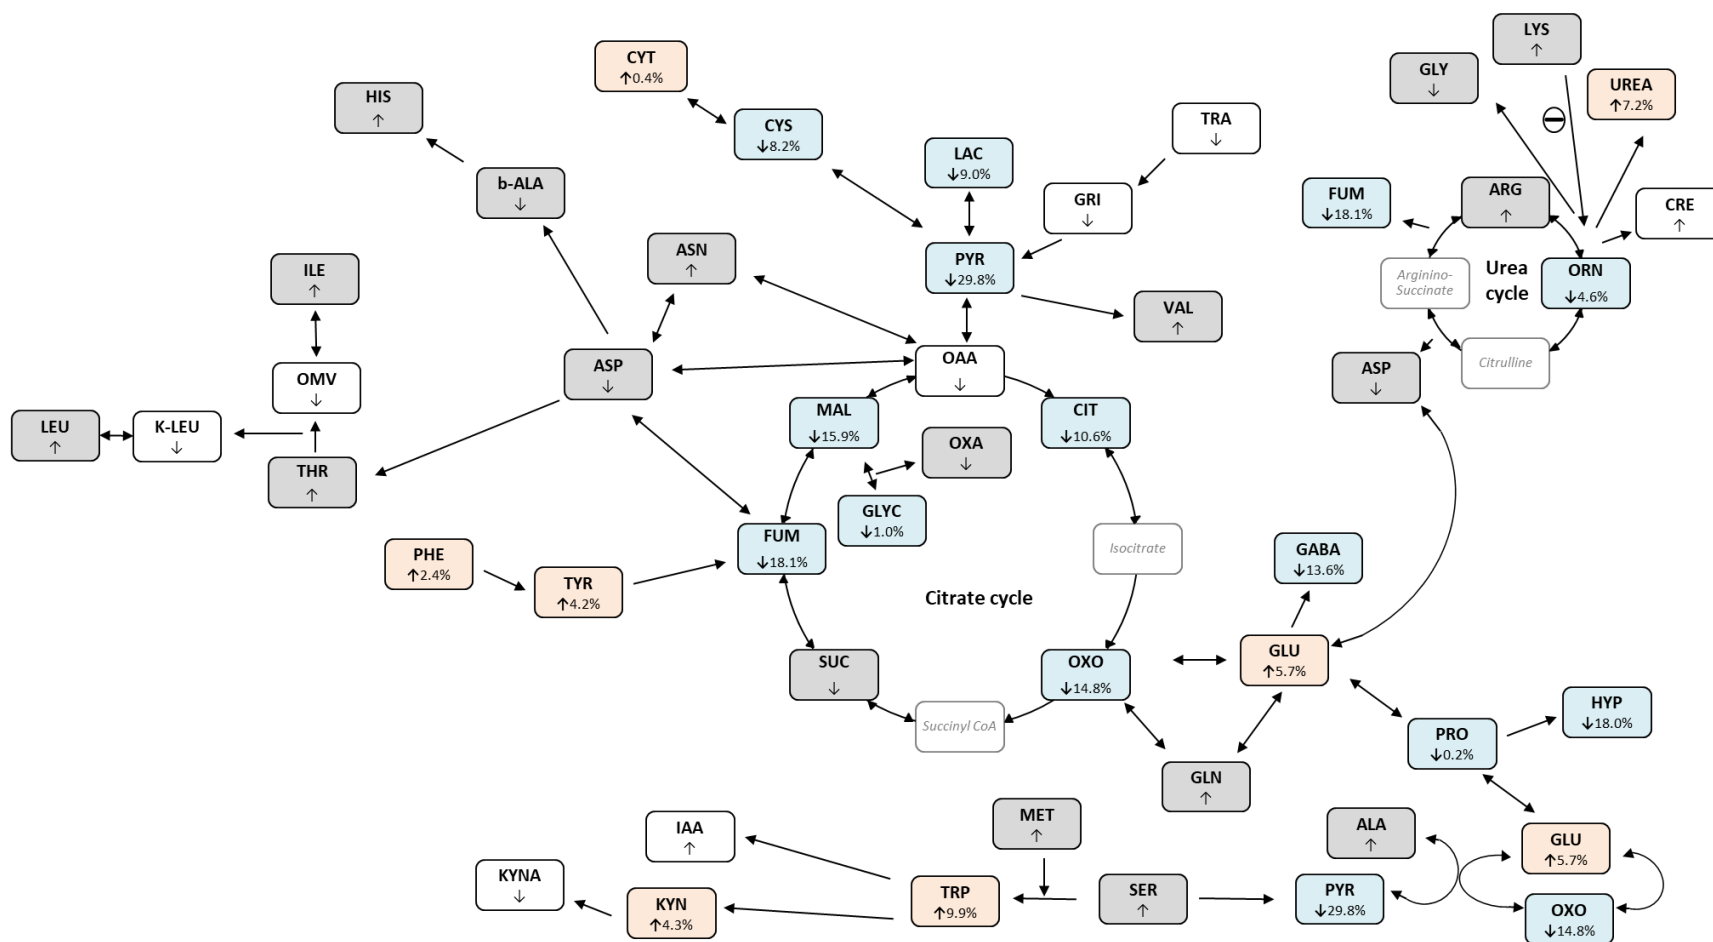 LYS
↑
CYT
↑0.4%
GLY
↓
UREA
↑7.2%
HIS
↑
CYS
↓8.2%
TRA
↓
LAC
↓9.0%
b-ALA
↓
GRI
↓
FUM
↓18.1%
ARG
↑
CRE
↑
ASN
↑
PYR
↓29.8%
ILE
↑
Arginino-
Succinate
Urea
cycle
ORN
↓4.6%
VAL
↑
OAA
↓
ASP
↓
Citrulline
ASP
↓
OMV
↓
MAL
↓15.9%
CIT
↓10.6%
LEU
↑
K-LEU
↓
OXA
↓
THR
↑
GLYC
↓1.0%
FUM
↓18.1%
Isocitrate
PHE
↑2.4%
GABA
↓13.6%
TYR
↑4.2%
Citrate cycle
SUC
↓
OXO
↓14.8%
GLU
↑5.7%
Succinyl CoA
HYP
↓18.0%
PRO
↓0.2%
GLN
↑
MET
↑
IAA
↑
ALA
↑
GLU
↑5.7%
KYNA
↓
KYN
↑4.3%
TRP
↑9.9%
SER
↑
PYR
↓29.8%
OXO
↓14.8%